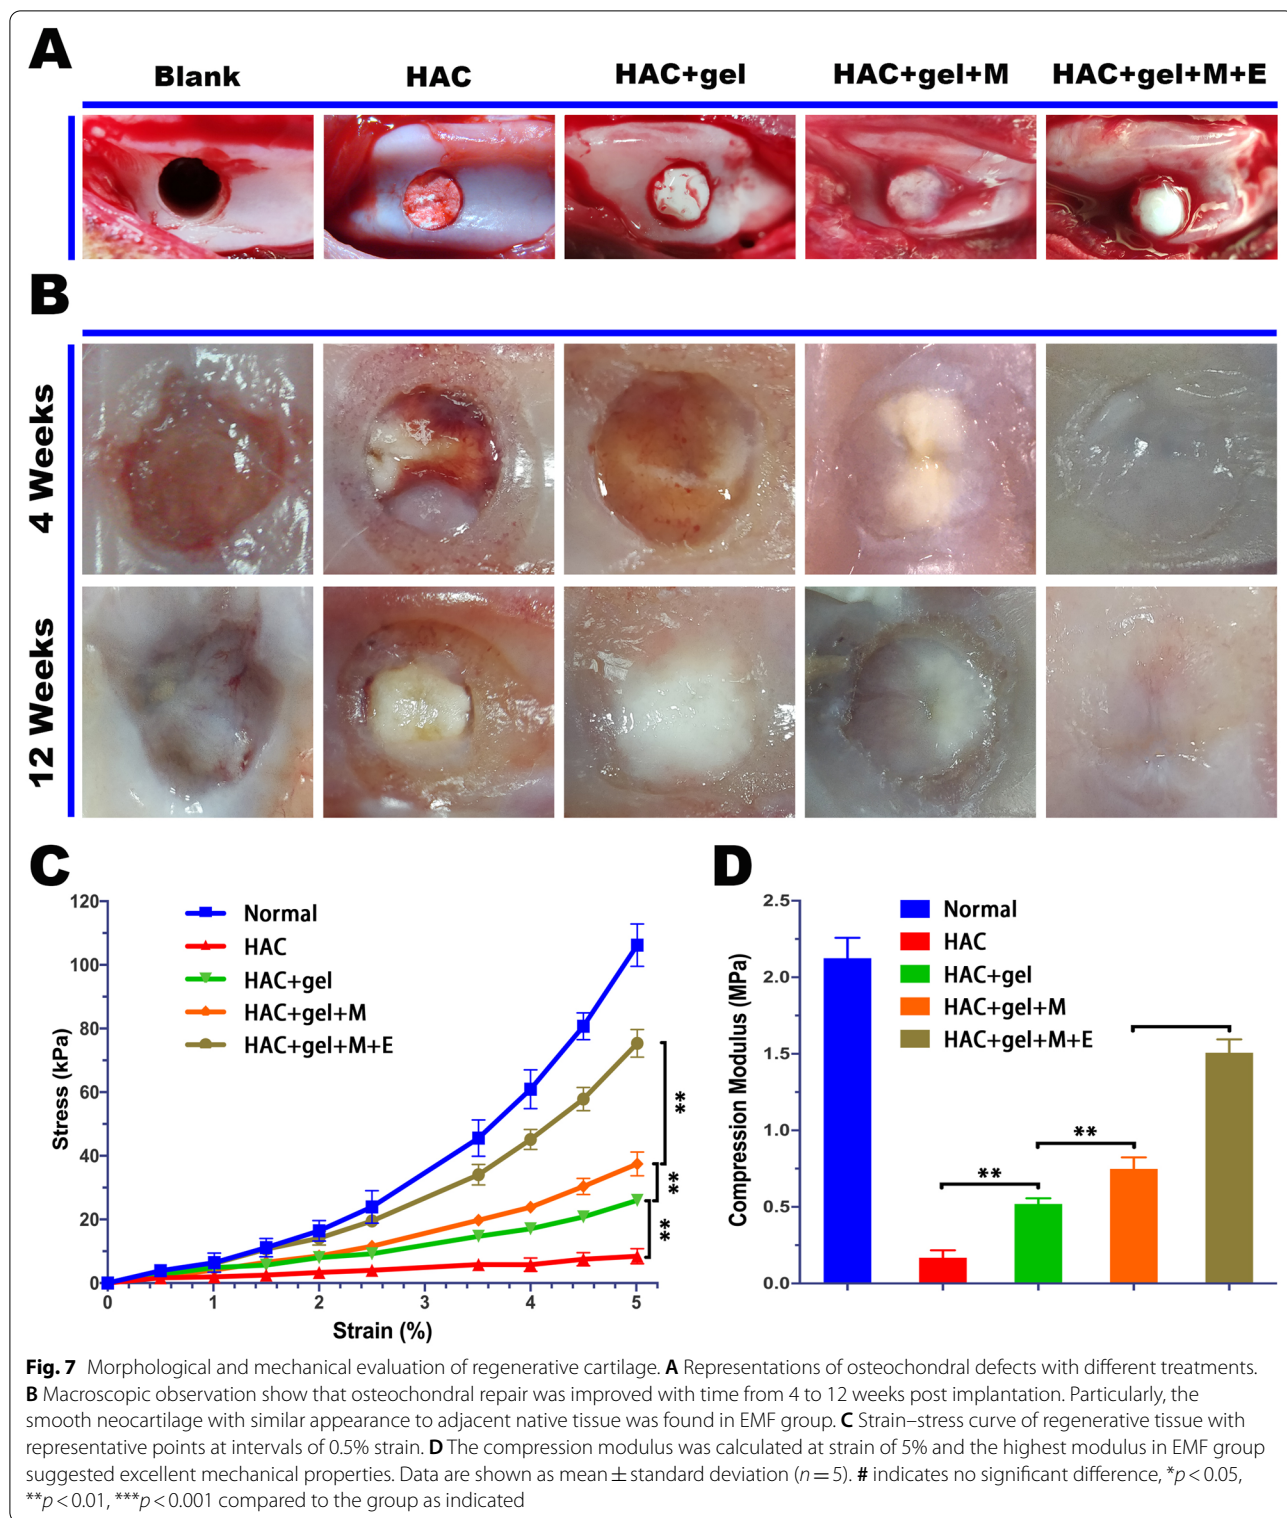 A
Blank HAC HAC+gel HAC+gel+M HAC+gel+M+E
B
4 Weeks
12 Weeks
C
Stress (kPa)
120
100
80
60
40
20
0
0 1 2 3 4 5
Strain (%)
Normal
HAC
HAC+gel
HAC+gel+M
HAC+gel+M+E
**
**
**
D
Compression Modulus (MPa)
2.5
2.0
1.5
1.0
0.5
0.0
Normal
HAC
HAC+gel
HAC+gel+M
HAC+gel+M+E
**
**
Fig. 7 Morphological and mechanical evaluation of regenerative cartilage. A Representations of osteochondral defects with different treatments.
B Macroscopic observation show that osteochondral repair was improved with time from 4 to 12 weeks post implantation. Particularly, the
smooth neocartilage with similar appearance to adjacent native tissue was found in EMF group. C Strain–stress curve of regenerative tissue with
representative points at intervals of 0.5% strain. D The compression modulus was calculated at strain of 5% and the highest modulus in EMF group
suggested excellent mechanical properties. Data are shown as mean ± standard deviation (n = 5). # indicates no significant difference, *p < 0.05,
**p < 0.01, ***p < 0.001 compared to the group as indicated